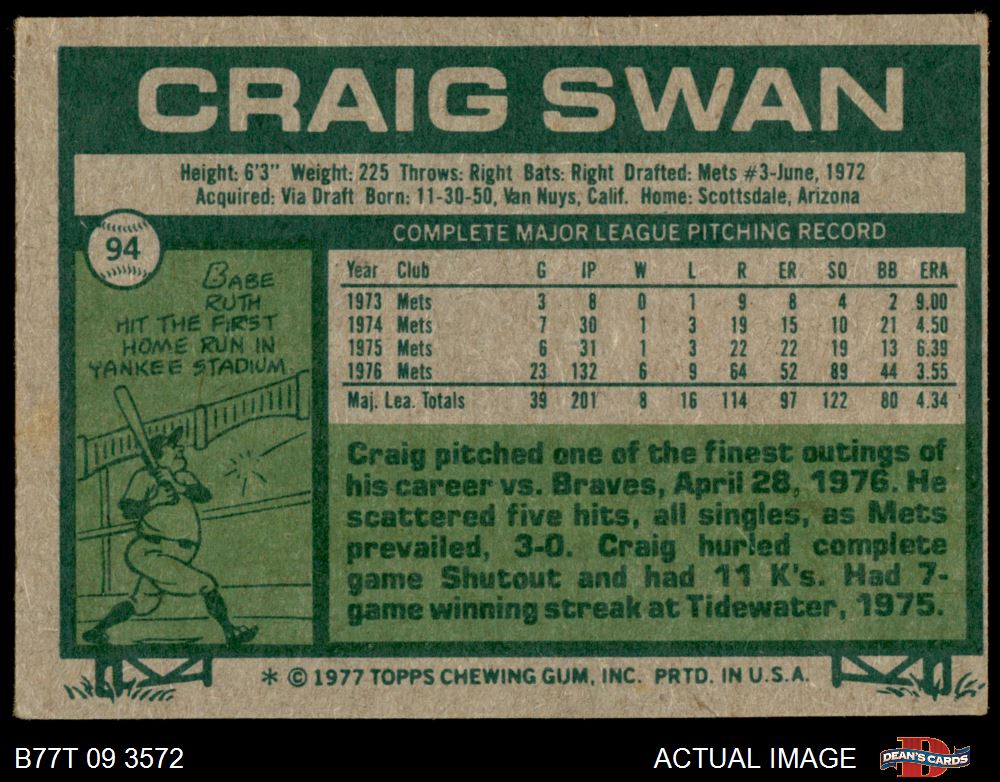 CRAIG SWAN
Height: 6'3" Weight: 225 Throws: Right Bats: Right Drafted: Mets #3-June, 1972
Acquired: Via Draft Born: 11-30-50, Van Nuys, Calif. Home: Scottsdale, Arizona
94
BABE
RUTH
HIT THE FIRST
HOME RUN IN
YANKEE STADIUM
COMPLETE MAJOR LEAGUE PITCHING RECORD
Year Club G IP W L R ER SO BB ERA
1973 Mets 3 8 0 1 9 8 4 2 9.00
1974 Mets 7 30 1 3 19 15 10 21 4.50
1975 Mets 6 31 1 3 22 22 19 13 6.39
1976 Mets 23 132 6 9 64 52 89 44 3.55
Maj. Lea. Totals 39 201 8 16 114 97 122 80 4.34
Craig pitched one of the finest outings of
his career vs. Braves, April 28, 1976. He
scattered five hits, all singles, as Mets
prevailed, 3-0. Craig hurled complete
game Shutout and had 11 K's. Had 7-
game winning streak at Tidewater, 1975.
* © 1977 TOPPS CHEWING GUM, INC. PRTD. IN U.S.A.
B77T 09 3572
ACTUAL IMAGE
DEAN'S CARDS